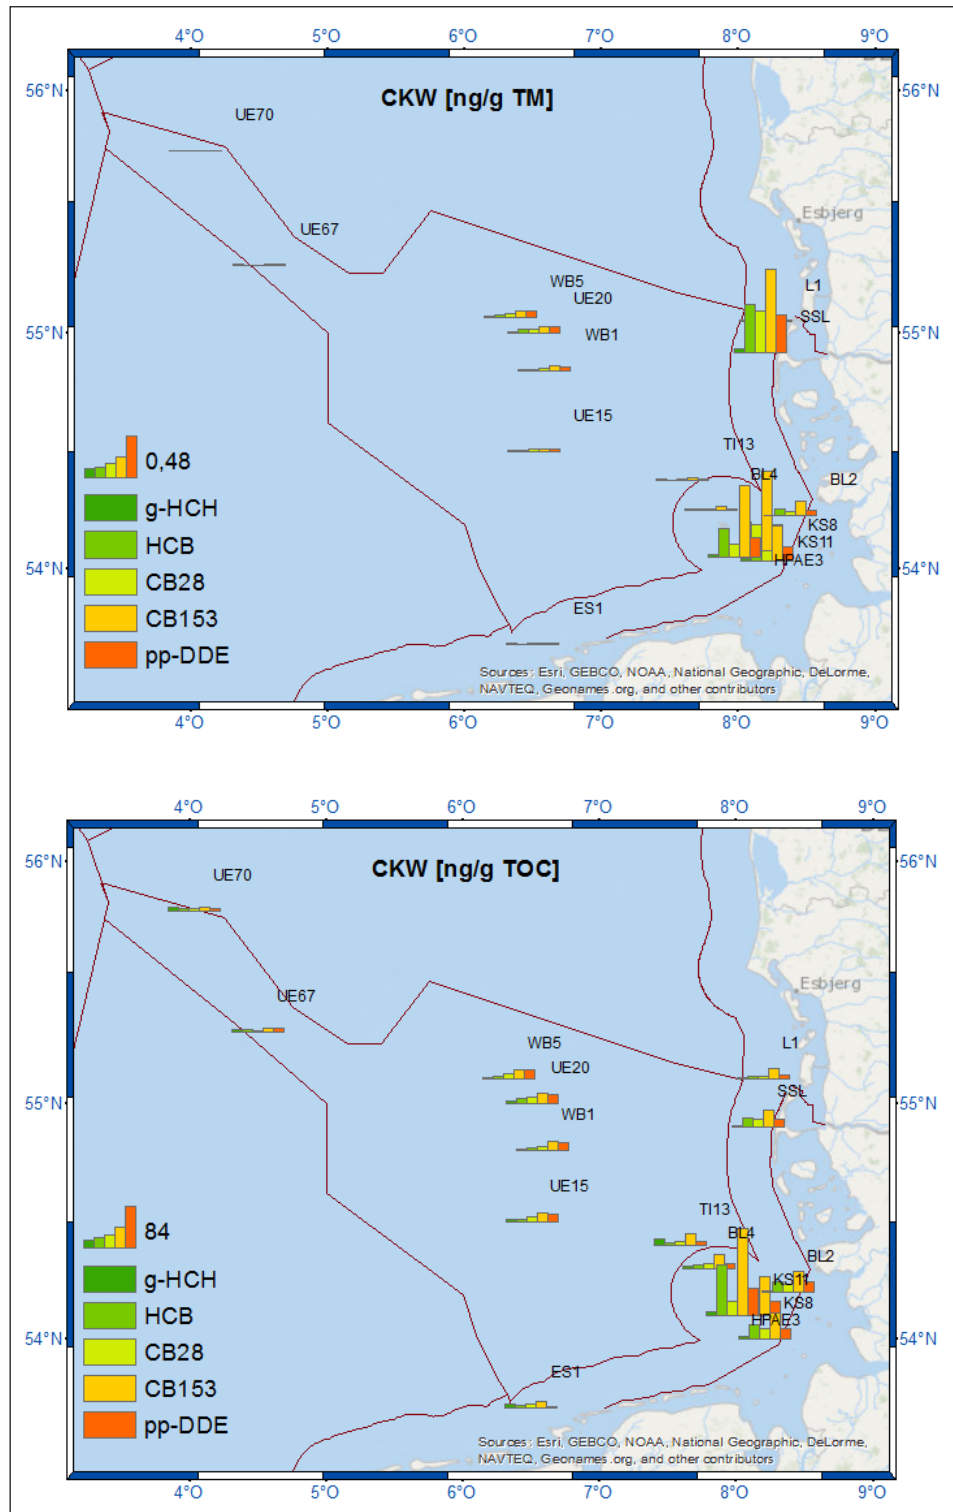 4°O 5°O 6°O 7°O 8°O 9°O
56°N 56°N
CKW [ng/g TM]
UE70
Esbjerg
UE67
WB5
L1
UE20
SSL
55°N 55°N
WB1
UE15
TI13
0,48
BL4
BL2
g-HCH
KS8
HCB
KS11
HPAE3
54°N 54°N
CB28
ES1
CB153
pp-DDE
Sources: Esri, GEBCO, NOAA, National Geographic, DeLorme,
NAVTEQ, Geonames.org, and other contributors
4°O 5°O 6°O 7°O 8°O 9°O
4°O 5°O 6°O 7°O 8°O 9°O
56°N 56°N
CKW [ng/g TOC]
UE70
Esbjerg
UE67
WB5
L1
UE20
SSL
55°N 55°N
WB1
UE15
TI13
84
BL4
BL2
g-HCH
KS11
HCB
KS8
HPAE3
54°N 54°N
CB28
ES1
CB153
pp-DDE
Sources: Esri, GEBCO, NOAA, National Geographic, DeLorme,
NAVTEQ, Geonames.org, and other contributors
4°O 5°O 6°O 7°O 8°O 9°O